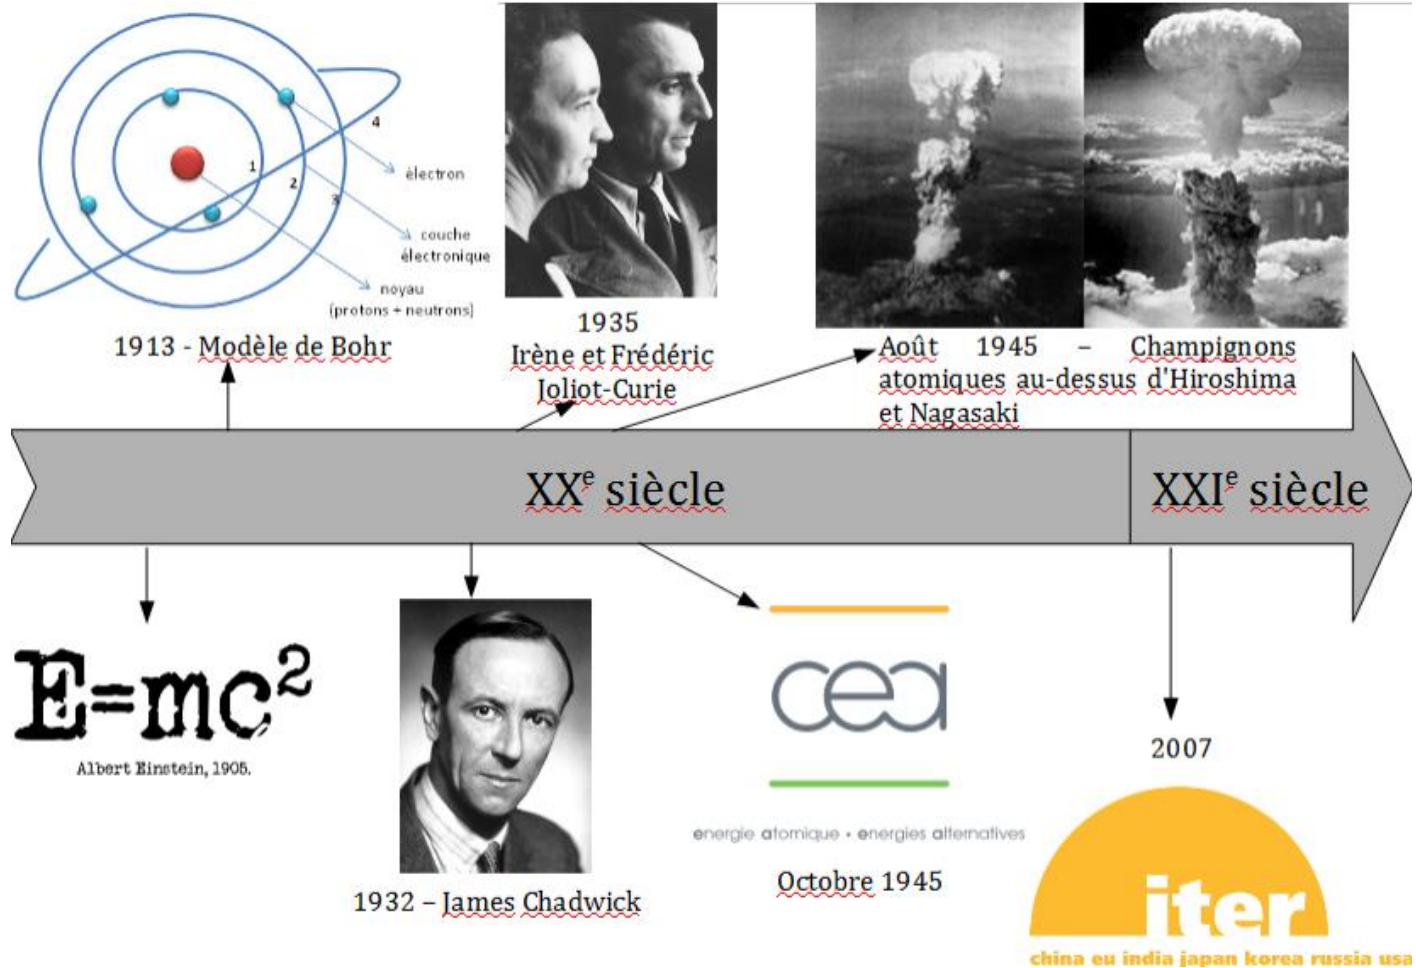 4
1
2
3
électron
couche
électronique
noyau
(protons + neutrons)
1913 - Modèle de Bohr
1935
Irène et Frédéric
Joliot-Curie
Août 1945 – Champignons
atomiques au-dessus d'Hiroshima
et Nagasaki
XXe siècle
XXIe siècle
E=mc2
Albert Einstein, 1905.
1932 – James Chadwick
cea
energie atomique • energies alternatives
Octobre 1945
2007
iter
china eu india japan korea russia usa